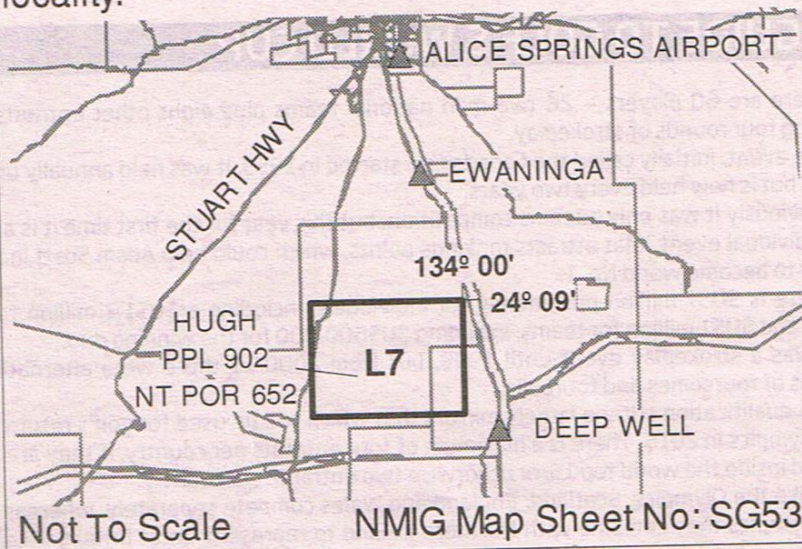 locality.
ALICE SPRINGS AIRPORT
STUART HWY
EWANINGA
134º 00'
24º 09'
HUGH
PPL 902
NT POR 652
L7
DEEP WELL
Not To Scale
NMIG Map Sheet No: SG53